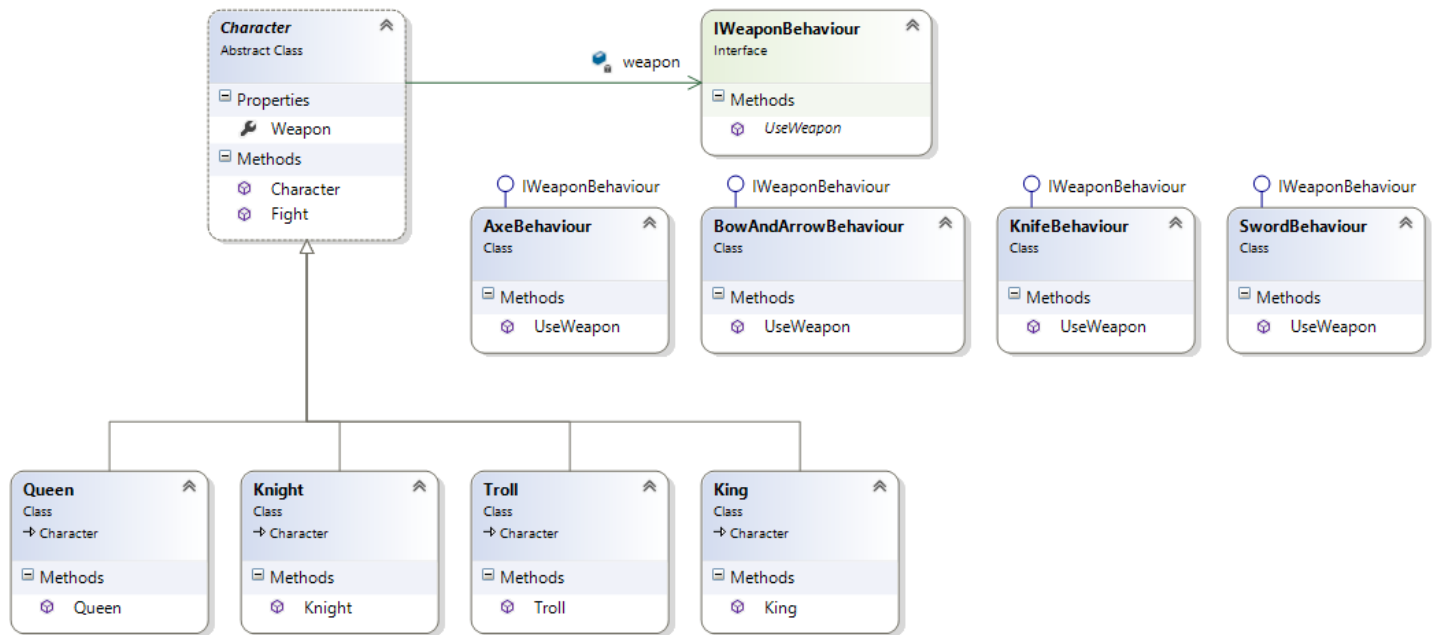 Character
Abstract Class
Properties
Weapon
Methods
Character
Fight
weapon
IWeaponBehaviour
Interface
Methods
UseWeapon
IWeaponBehaviour
AxeBehaviour
Class
Methods
UseWeapon
IWeaponBehaviour
BowAndArrowBehaviour
Class
Methods
UseWeapon
IWeaponBehaviour
KnifeBehaviour
Class
Methods
UseWeapon
IWeaponBehaviour
SwordBehaviour
Class
Methods
UseWeapon
Queen
Class
Character
Methods
Queen
Knight
Class
Character
Methods
Knight
Troll
Class
Character
Methods
Troll
King
Class
Character
Methods
King